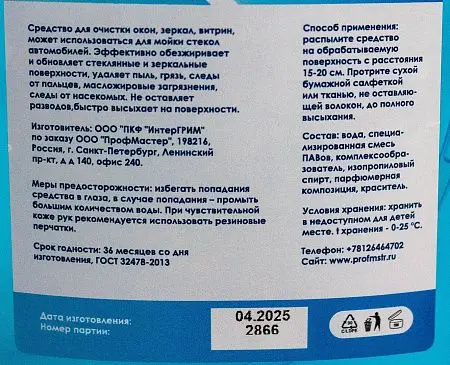 Средство для очистки окон, зеркал, витрин,
может использоваться для мойки стекол
автомобилей. Эффективно обезжиривает
и обновляет стеклянные и зеркальные
поверхности, удаляет пыль, грязь, следы
от пальцев, масложировые загрязнения,
следы от насекомых. Не оставляет
разводов,быстро высыхает на поверхности.
Изготовитель: ООО "ПКФ "ИнтерГРИМ"
по заказу ООО "ПрофМастер", 198216,
Россия, г. Санкт-Петербург, Ленинский
пр-кт, д д 140, офис 240.
Меры предосторожности: избегать попадания
средства в глаза, в случае попадания – промыть
большим количеством воды. При чувствительной
коже рук рекомендуется использовать резиновые
перчатки.
Срок годности: 36 месяцев со дня
изготовления, ГОСТ 32478-2013
Способ применения:
распылите средство
на обрабатываемую
поверхность с расстояния
15-20 см. Протрите сухой
бумажной салфеткой
или тканью, не оставляю-
щей волокон, до полного
высыхания.
Состав: вода, специа-
лизированная смесь
ПАВов, комплексообра-
зователь, изопропиловый
спирт, парфюмерная
композиция, краситель.
Условия хранения: хранить
в недоступном для детей
месте. t хранения - 0-25 °C.
Телефон: +78126464702
Сайт: www.profmstr.ru
Дата изготовления:
Номер партии:
04.2025
2866